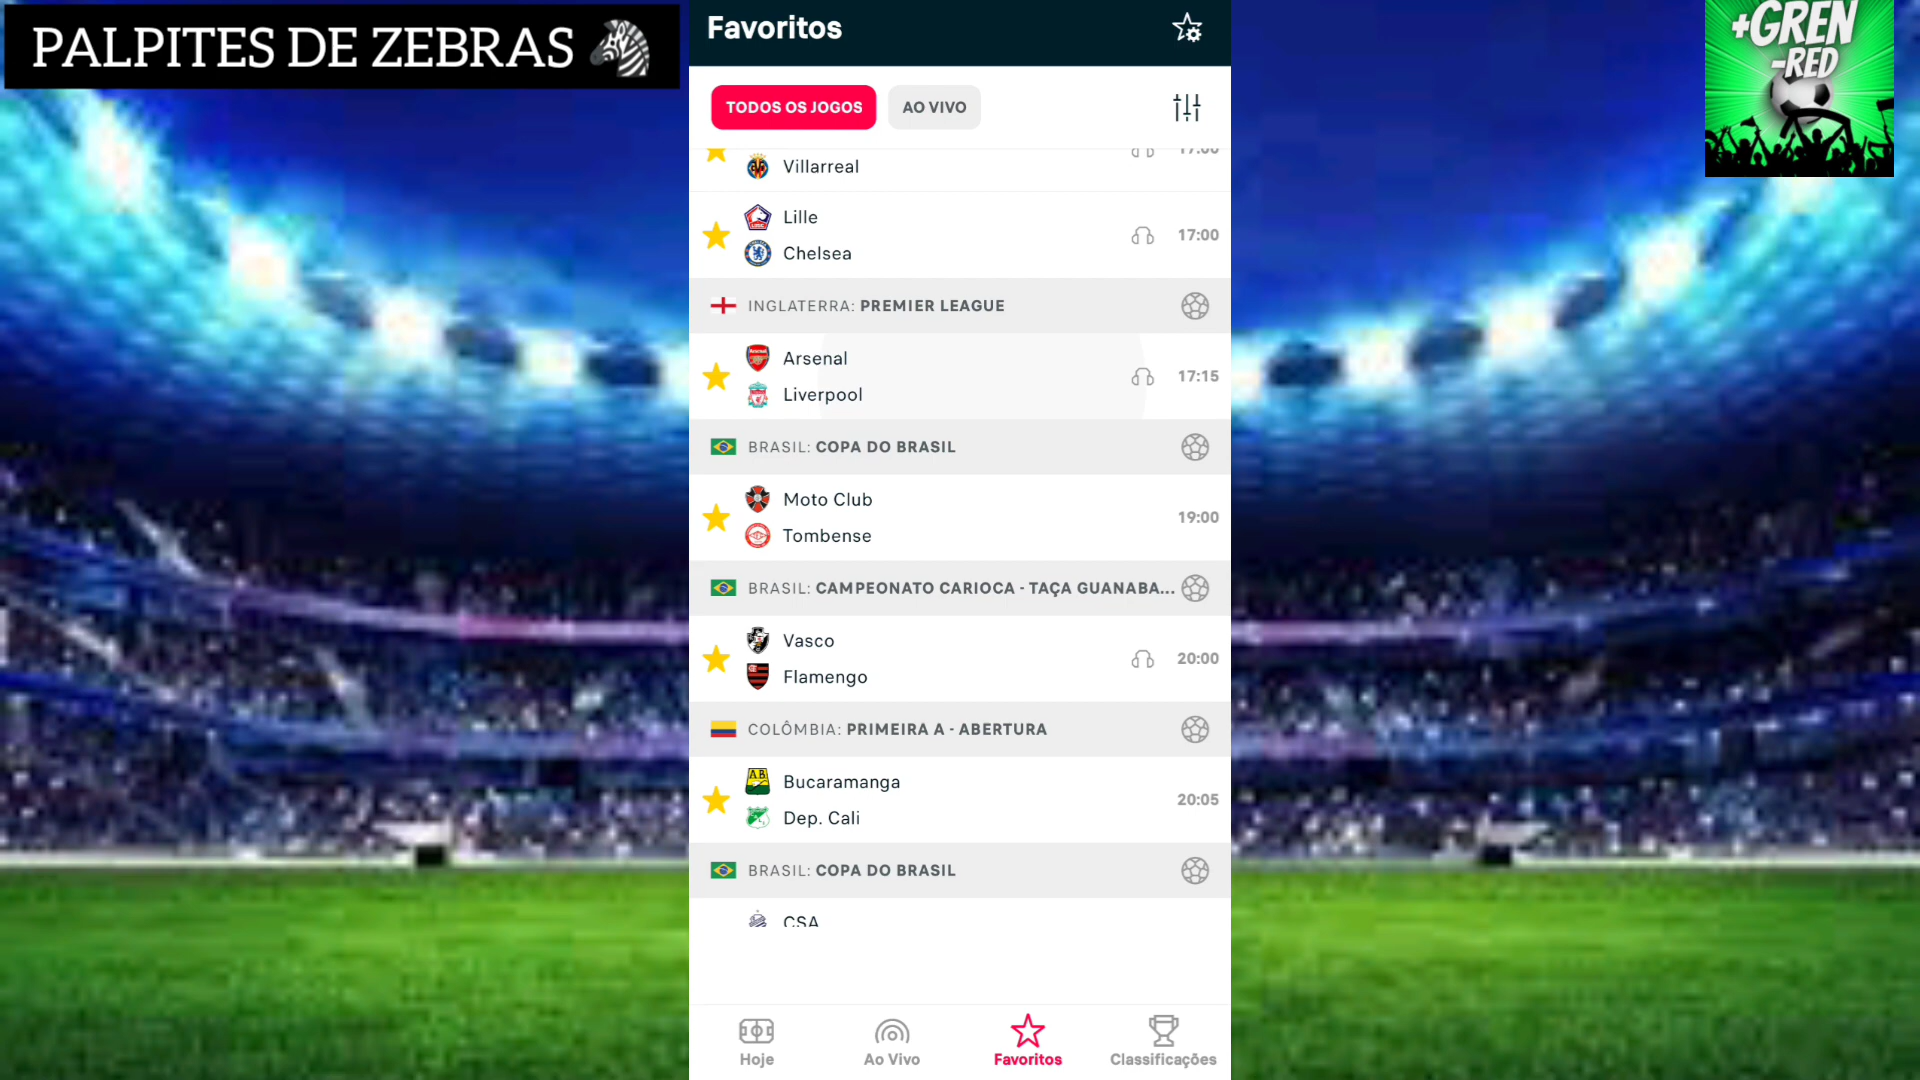 PALPITES DE ZEBRAS
+GREN
-RED
Favoritos
TODOS OS JOGOS
AO VIVO
17:00
Villarreal
Lille
Chelsea
17:00
INGLATERRA: PREMIER LEAGUE
Arsenal
Liverpool
17:15
BRASIL: COPA DO BRASIL
Moto Club
Tombense
19:00
BRASIL: CAMPEONATO CARIOCA - TAÇA GUANABA...
Vasco
Flamengo
20:00
COLÔMBIA: PRIMEIRA A - ABERTURA
Bucaramanga
Dep. Cali
20:05
BRASIL: COPA DO BRASIL
CSA
Hoje
Ao Vivo
Favoritos
Classificações